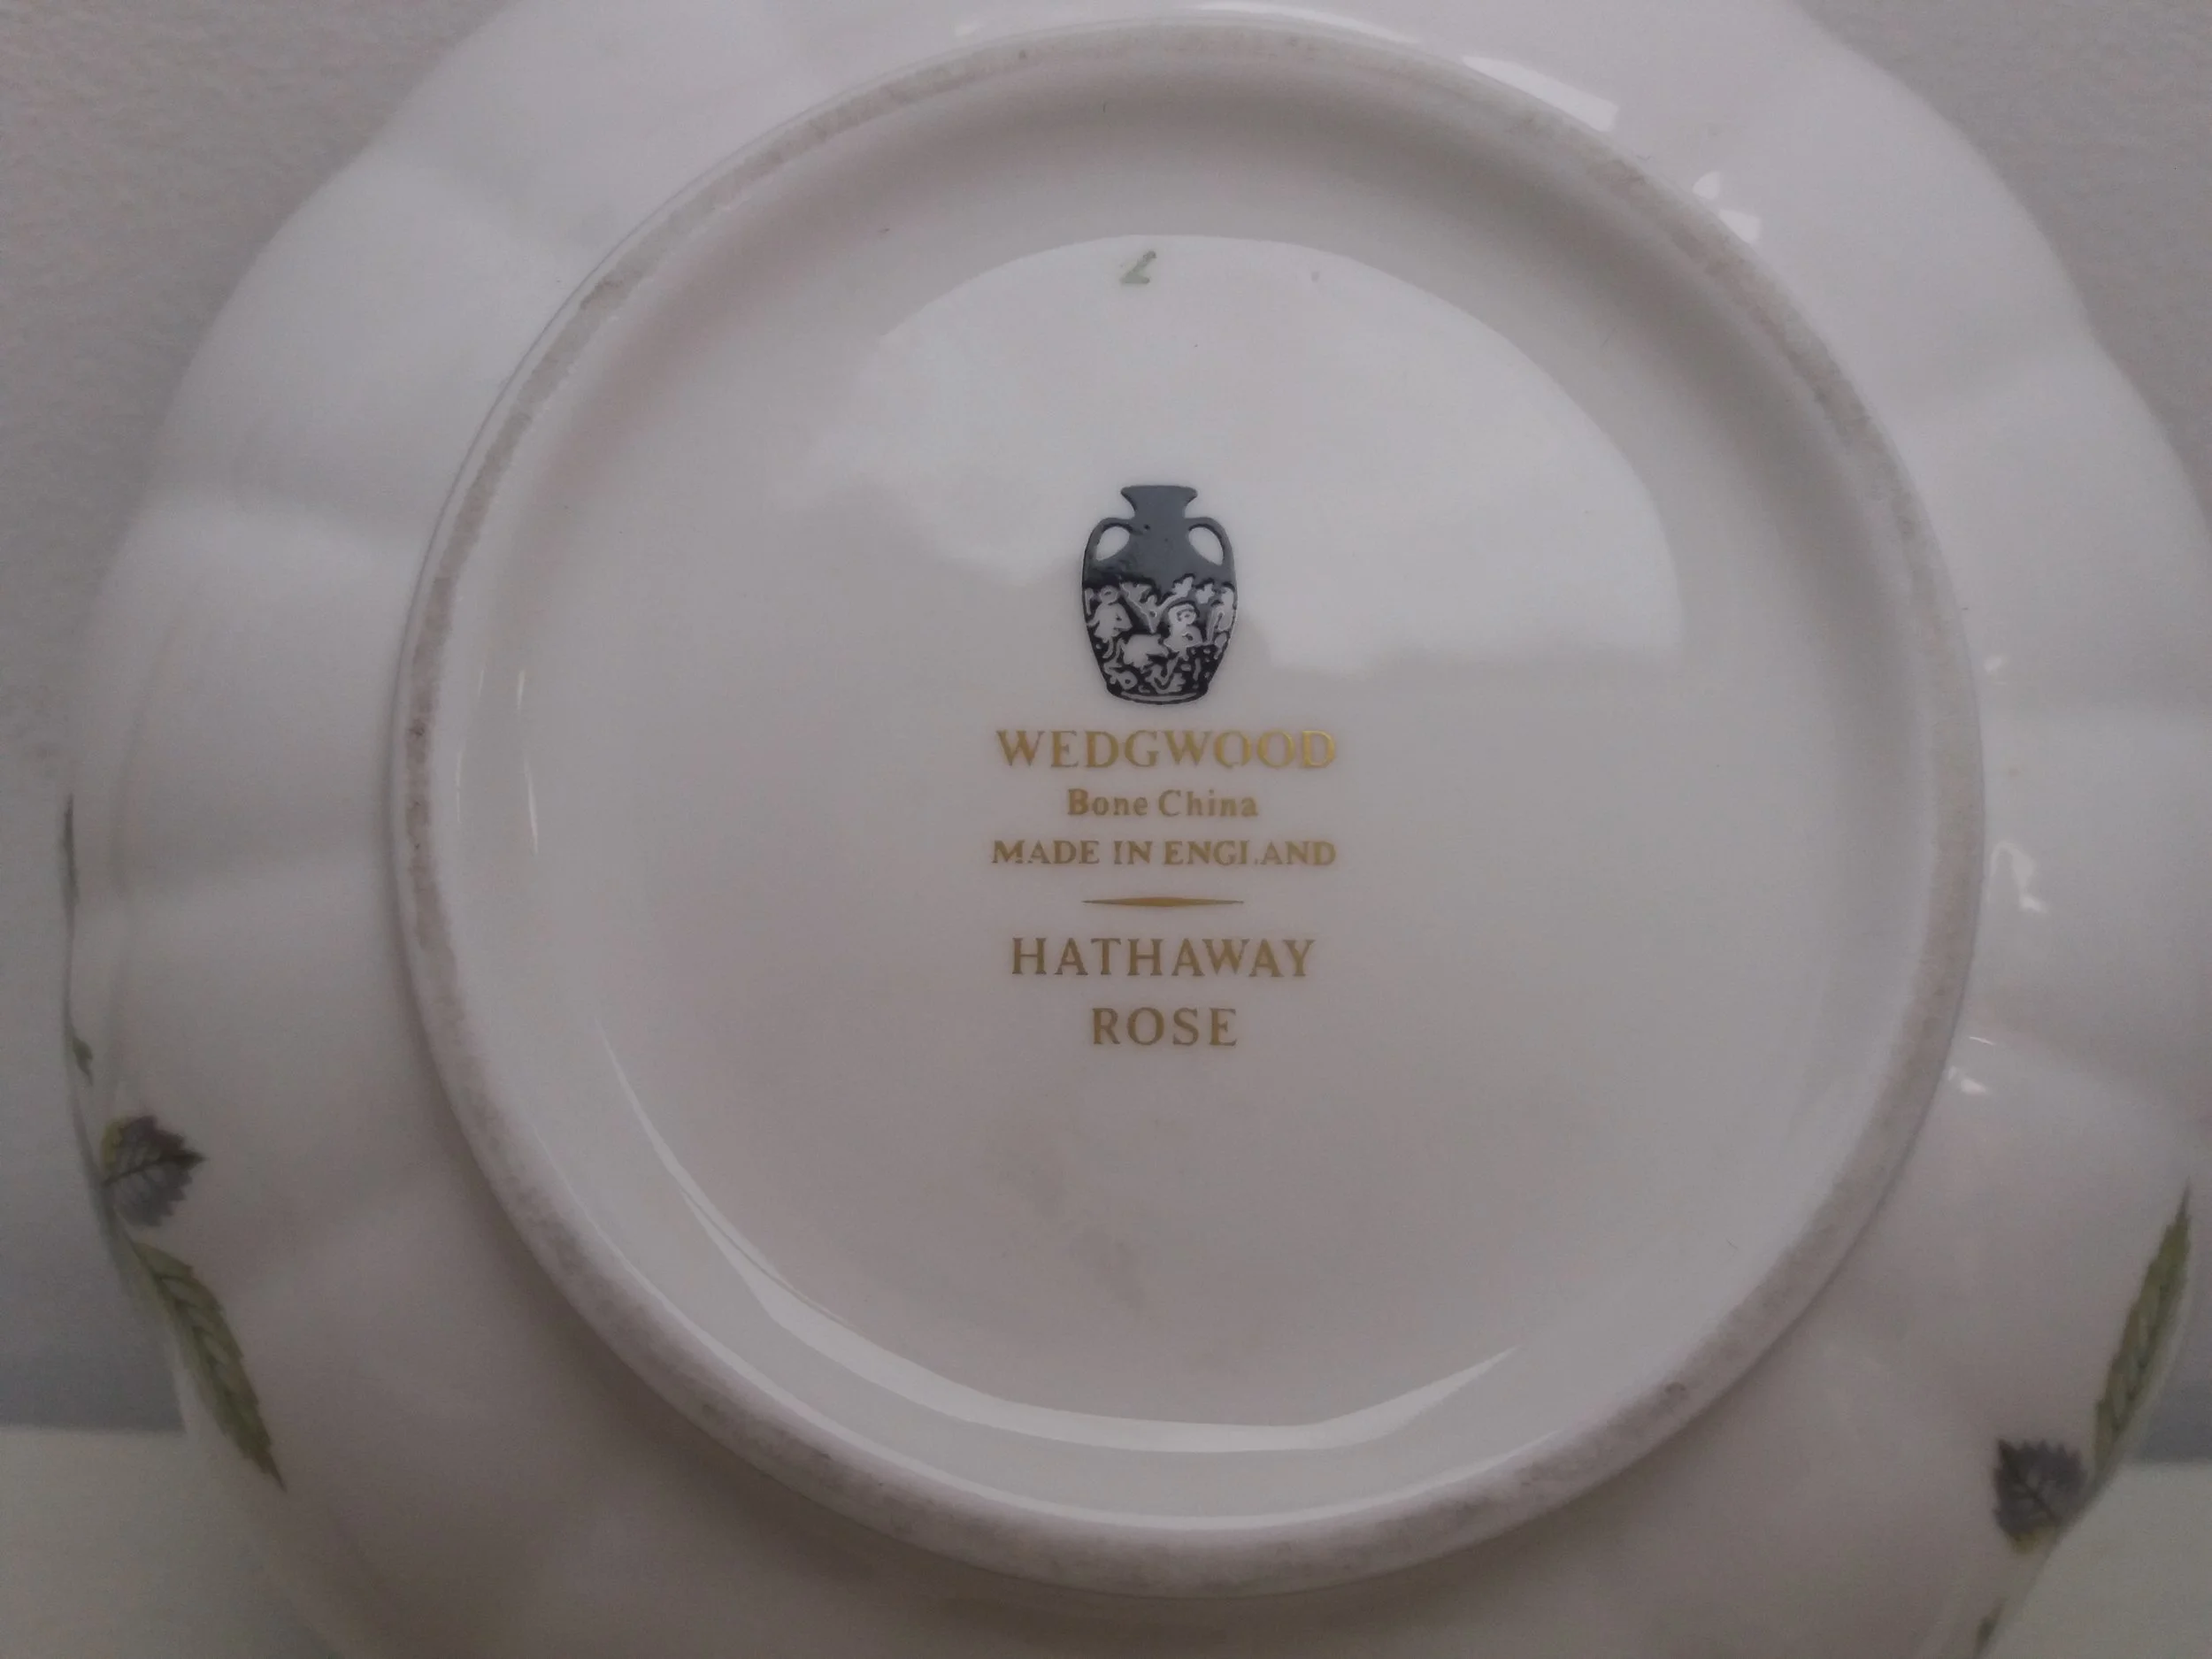 WEDGWOOD
Bone China
MADE IN ENGLAND
HATHAWAY
ROSE